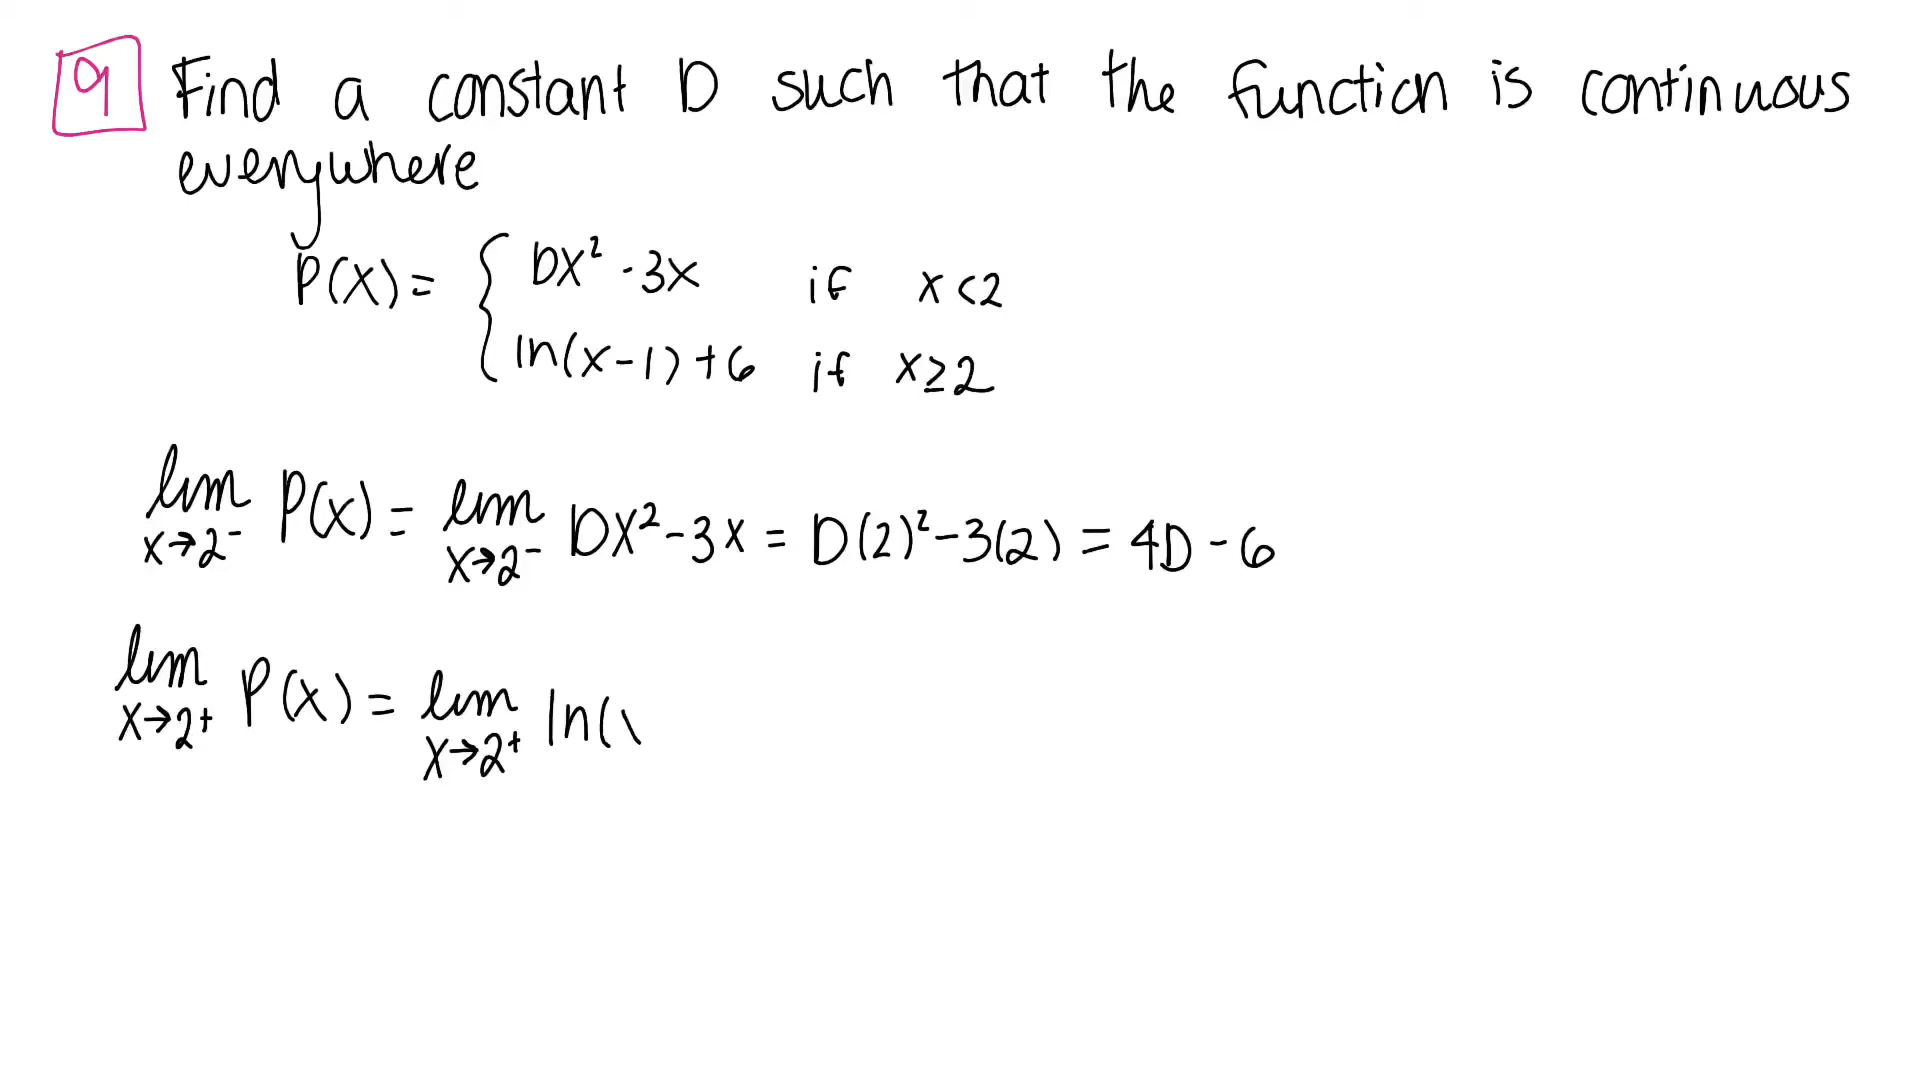 9 Find a constant D such that the function is continuous
everywhere
P(x) = { Dx² - 3x if x < 2
ln(x-1) + 6 if x ≥ 2
lim x→2⁻ P(x) = lim x→2⁻ Dx² - 3x = D(2)² - 3(2) = 4D - 6
lim x→2⁺ P(x) = lim x→2⁺ ln(